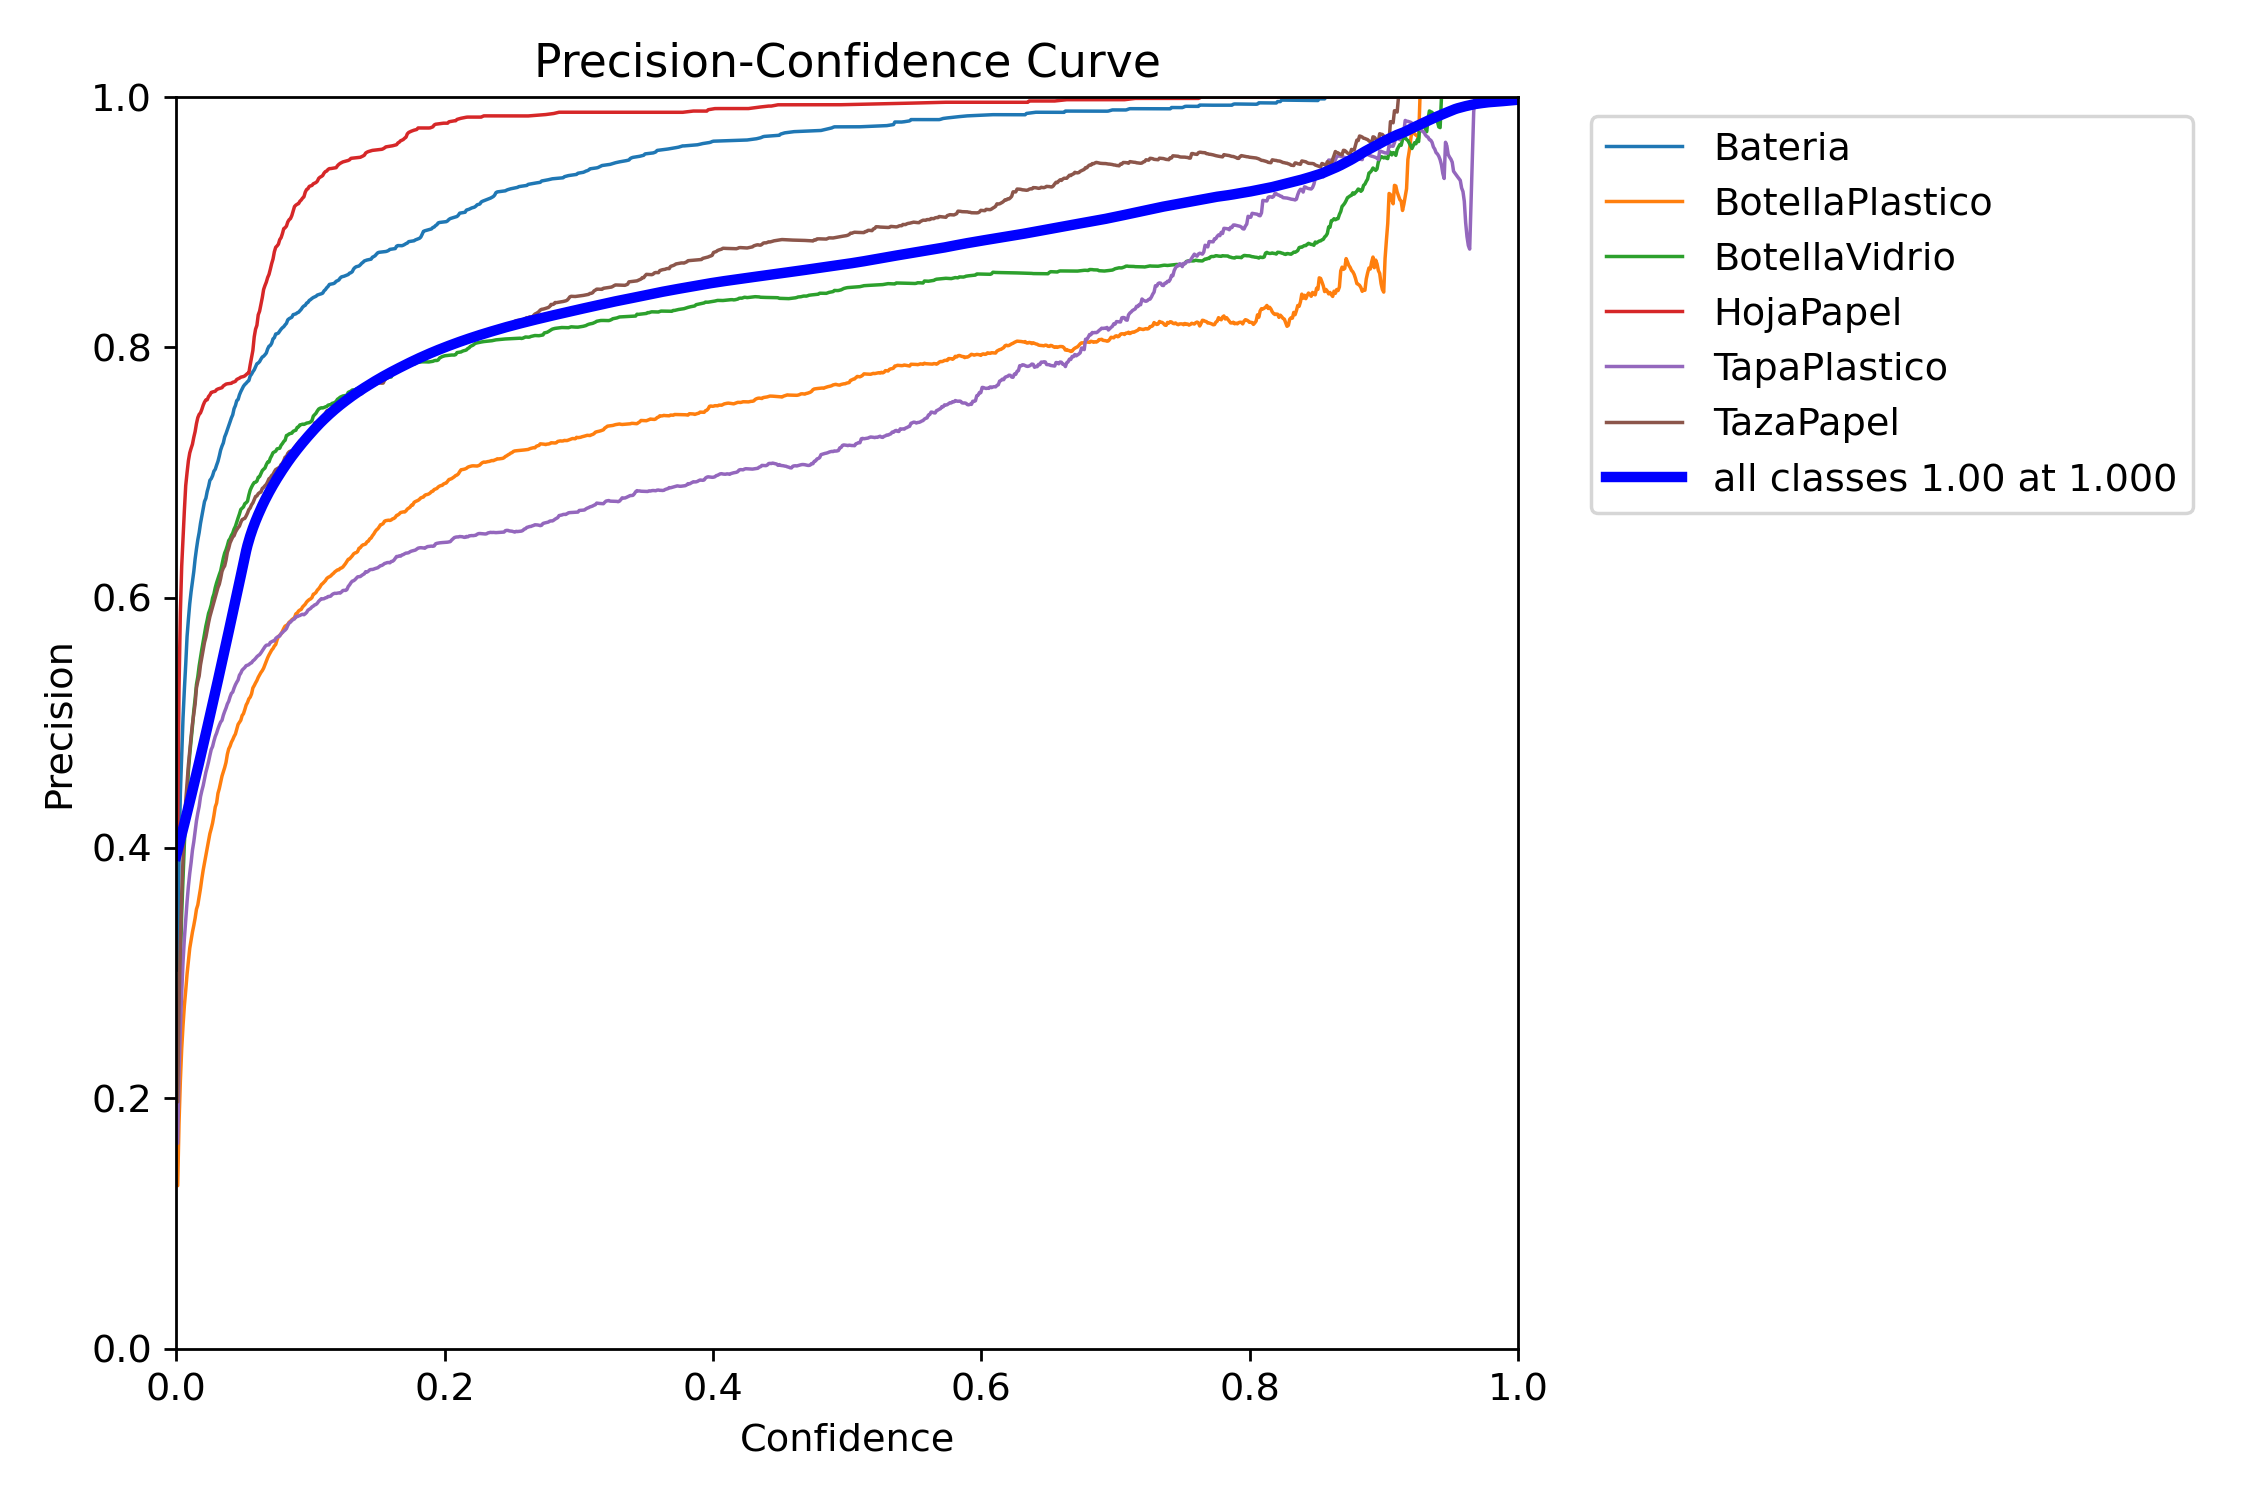 Precision-Confidence Curve
1.0
0.8
0.6
0.4
0.2
0.0
Precision
0.0 0.2 0.4 0.6 0.8 1.0
Confidence
Bateria
BotellaPlastico
BotellaVidrio
HojaPapel
TapaPlastico
TazaPapel
all classes 1.00 at 1.000